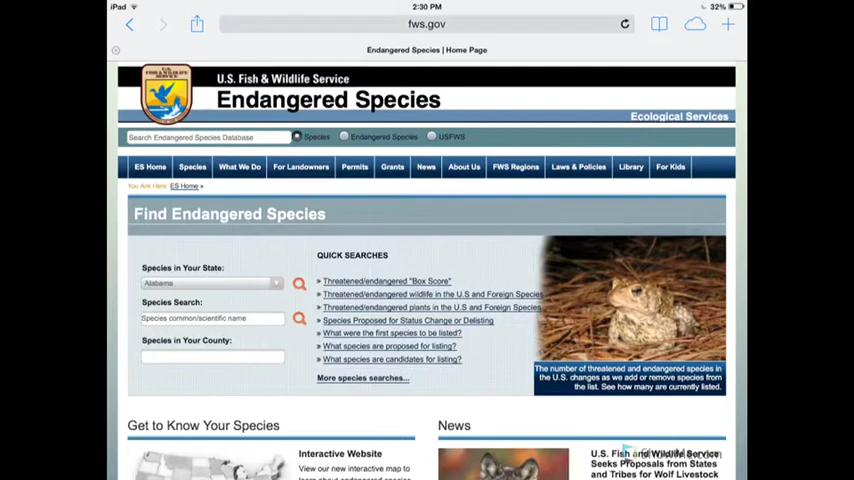 iPad
2:30 PM
32%
fws.gov
Endangered Species | Home Page
U.S. FISH & WILDLIFE SERVICE
U.S. Fish & Wildlife Service
Endangered Species
Ecological Services
Search Endangered Species Database
Species
Endangered Species
USFWS
ES Home
Species
What We Do
For Landowners
Permits
Grants
News
About Us
FWS Regions
Laws & Policies
Library
For Kids
You Are Here: ES Home »
Find Endangered Species
Species in Your State:
Alabama
Species Search:
Species common/scientific name
Species in Your County:
QUICK SEARCHES
» Threatened/endangered "Box Score"
» Threatened/endangered wildlife in the U.S and Foreign Species
» Threatened/endangered plants in the U.S and Foreign Species
» Species Proposed for Status Change or Delisting
» What were the first species to be listed?
» What species are proposed for listing?
» What species are candidates for listing?
More species searches...
The number of threatened and endangered species in
the U.S. changes as we add or remove species from
the list. See how many are currently listed.
Get to Know Your Species
Interactive Website
View our new interactive map to
learn about endangered species
News
U.S. Fish and Wildlife Service
Seeks Proposals from States
and Tribes for Wolf Livestock